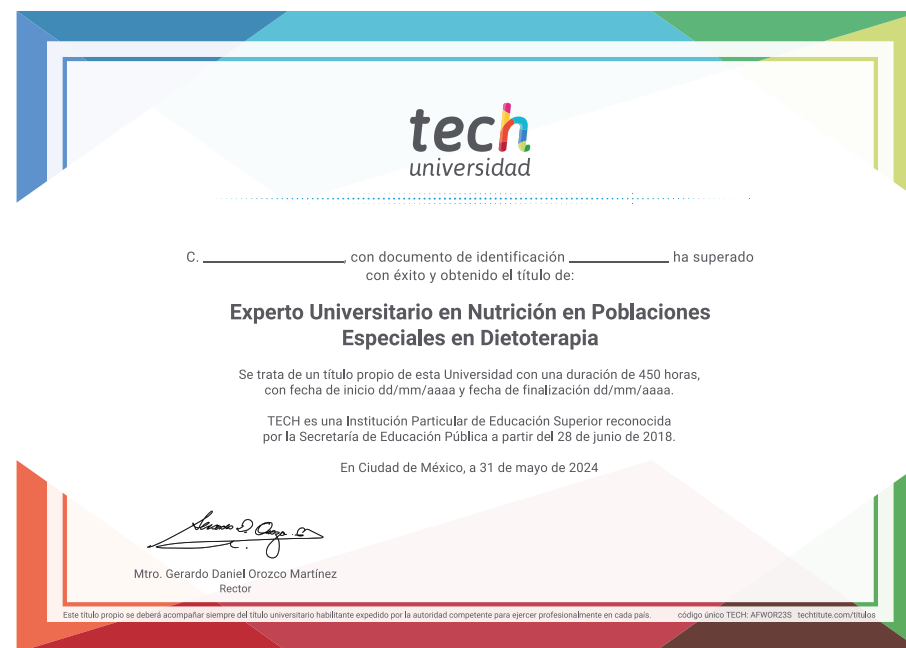 tech
universidad
C. ____________, con documento de identificación ____________ ha superado
con éxito y obtenido el título de:
Experto Universitario en Nutrición en Poblaciones
Especiales en Dietoterapia
Se trata de un título propio de esta Universidad con una duración de 450 horas,
con fecha de inicio dd/mm/aaaa y fecha de finalización dd/mm/aaaa.
TECH es una Institución Particular de Educación Superior reconocida
por la Secretaría de Educación Pública a partir del 28 de junio de 2018.
En Ciudad de México, a 31 de mayo de 2024
Mtro. Gerardo Daniel Orozco Martínez
Rector
Este título propio se deberá acompañar siempre del título universitario habilitante expedido por la autoridad competente para ejercer profesionalmente en cada país. código único TECH: AFWOR23S techtitute.com/titulos